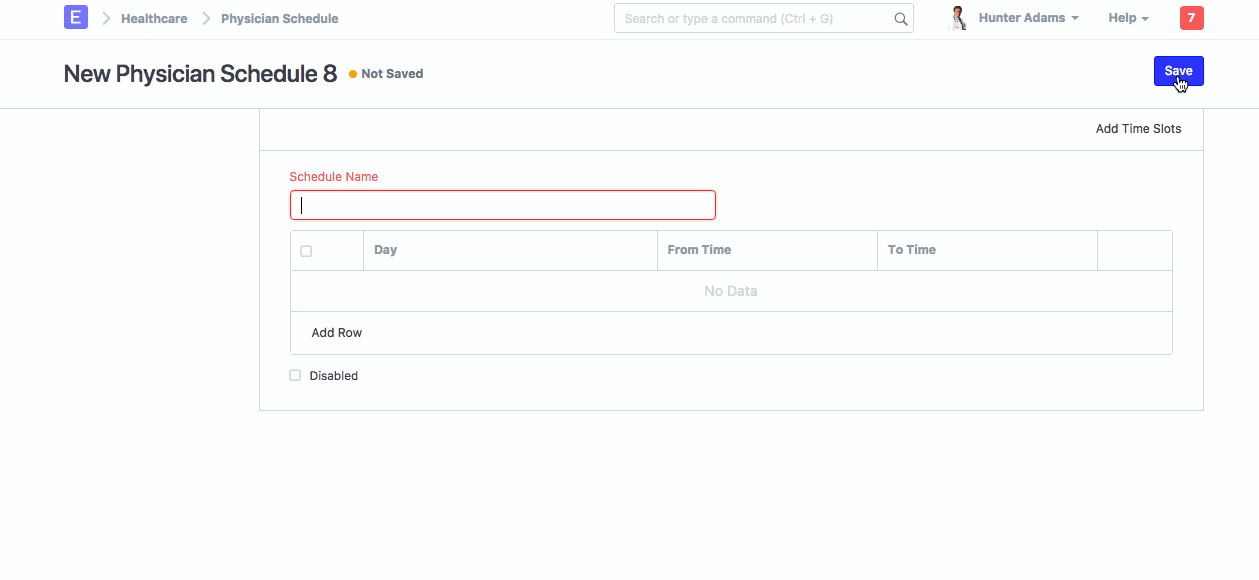 E Healthcare Physician Schedule Search or type a command (Ctrl + G) Hunter Adams Help 7
New Physician Schedule 8 Not Saved Save
Add Time Slots
Schedule Name
Day From Time To Time
No Data
Add Row
Disabled